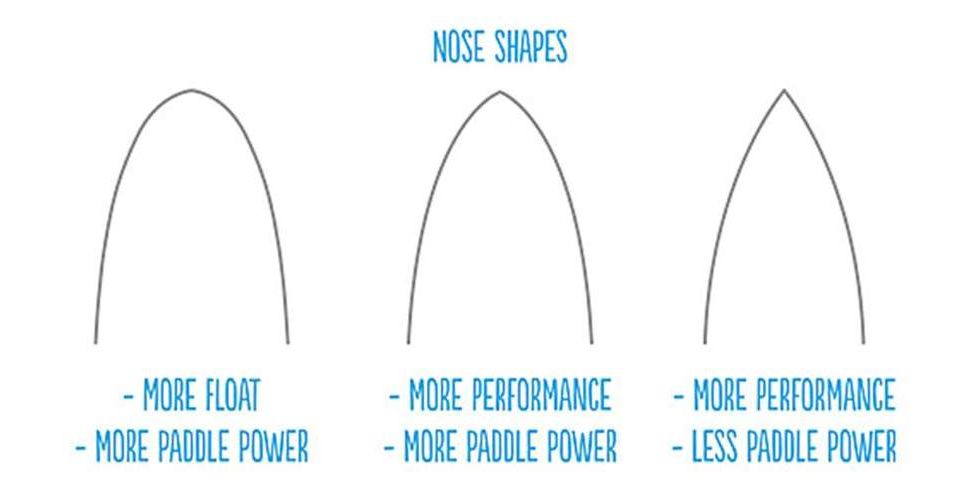 NOSE SHAPES
- MORE FLOAT
- MORE PADDLE POWER
- MORE PERFORMANCE
- MORE PADDLE POWER
- MORE PERFORMANCE
- LESS PADDLE POWER